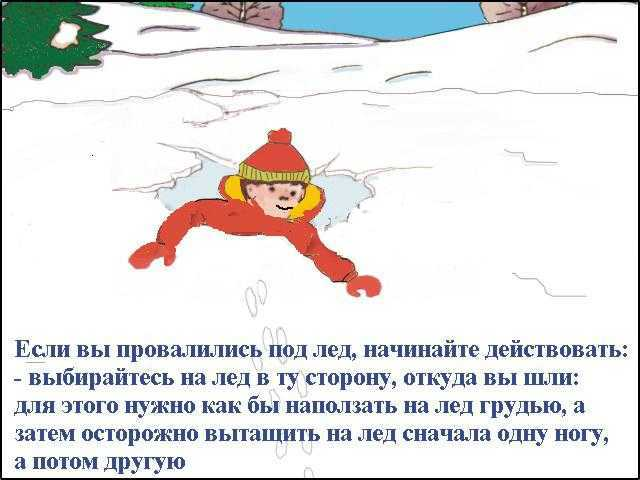 Если вы провалились под лед, начинайте действовать:
- выбирайтесь на лед в ту сторону, откуда вы шли:
для этого нужно как бы наползать на лед грудью, а
затем осторожно вытащить на лед сначала одну ногу,
а потом другую